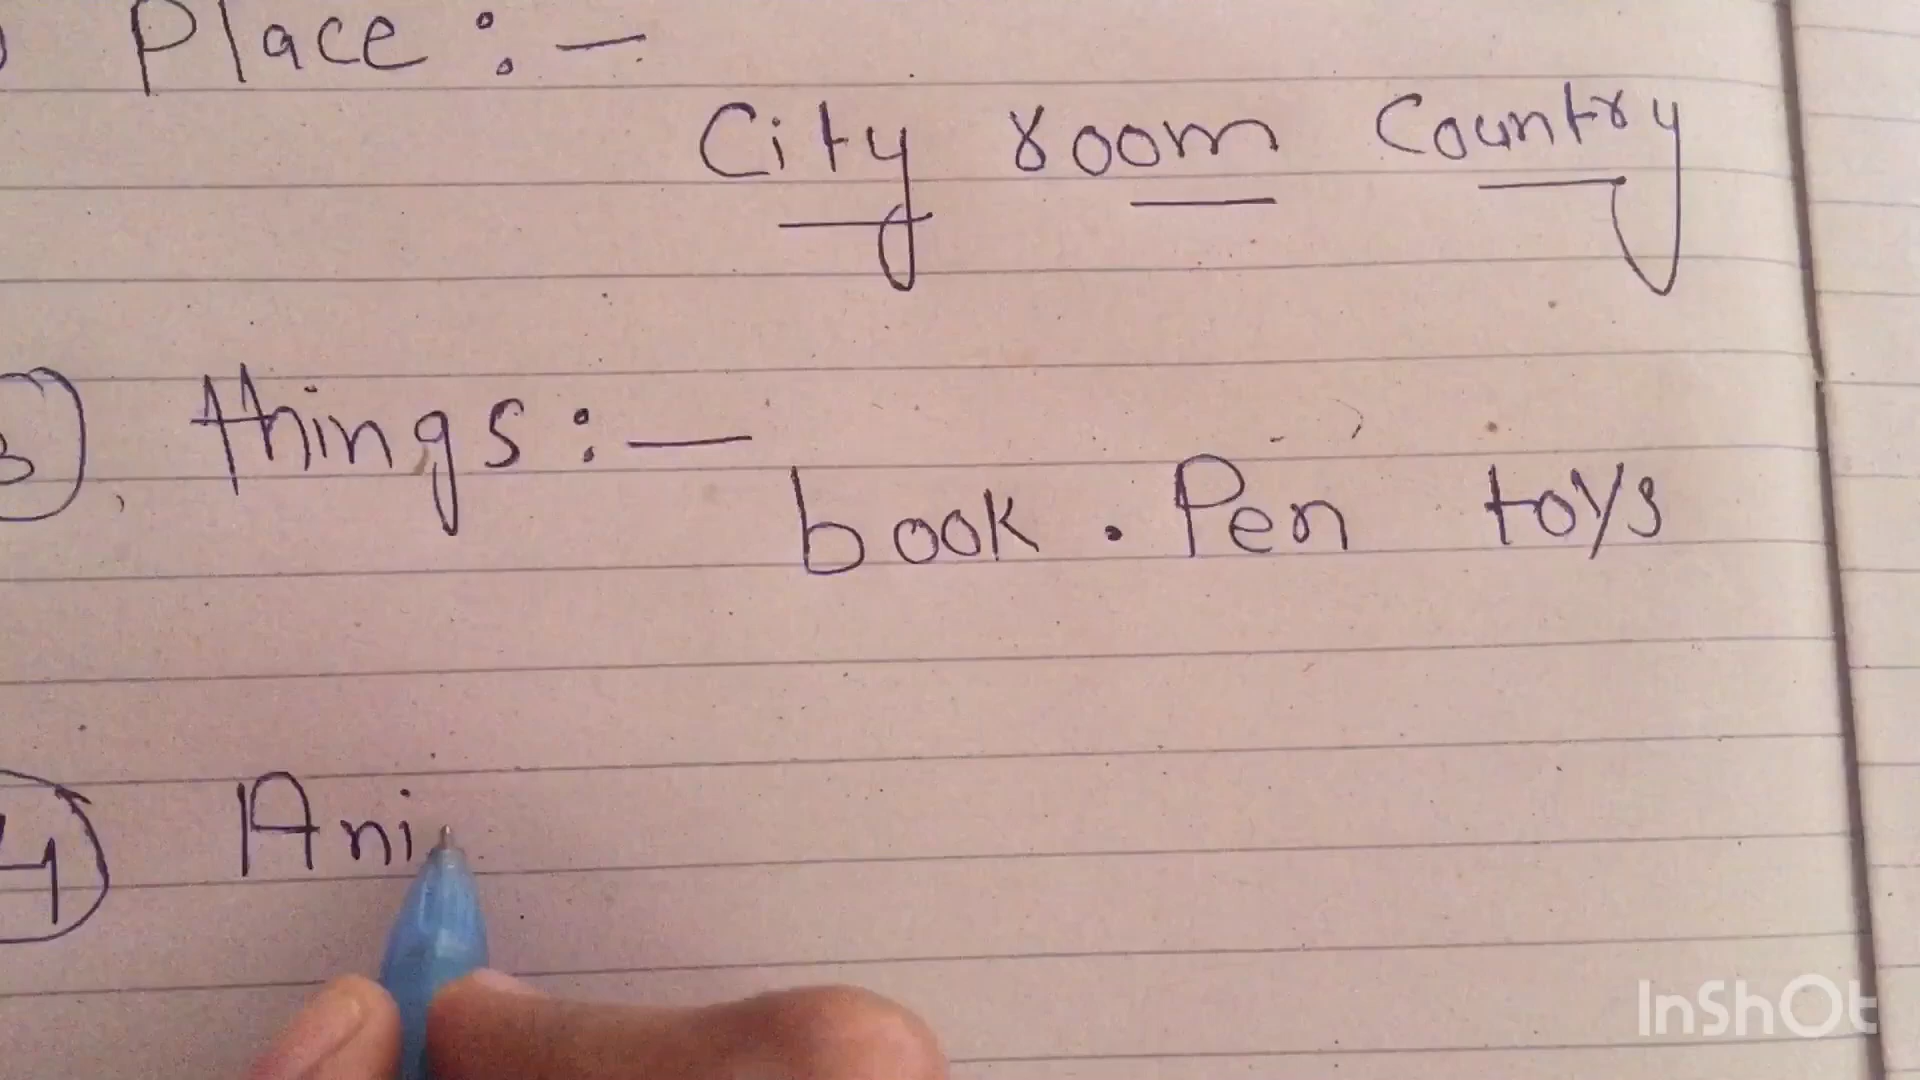 Place :-
City room Country
3. things :-
book . Pen toys
4 Ani
InShOt